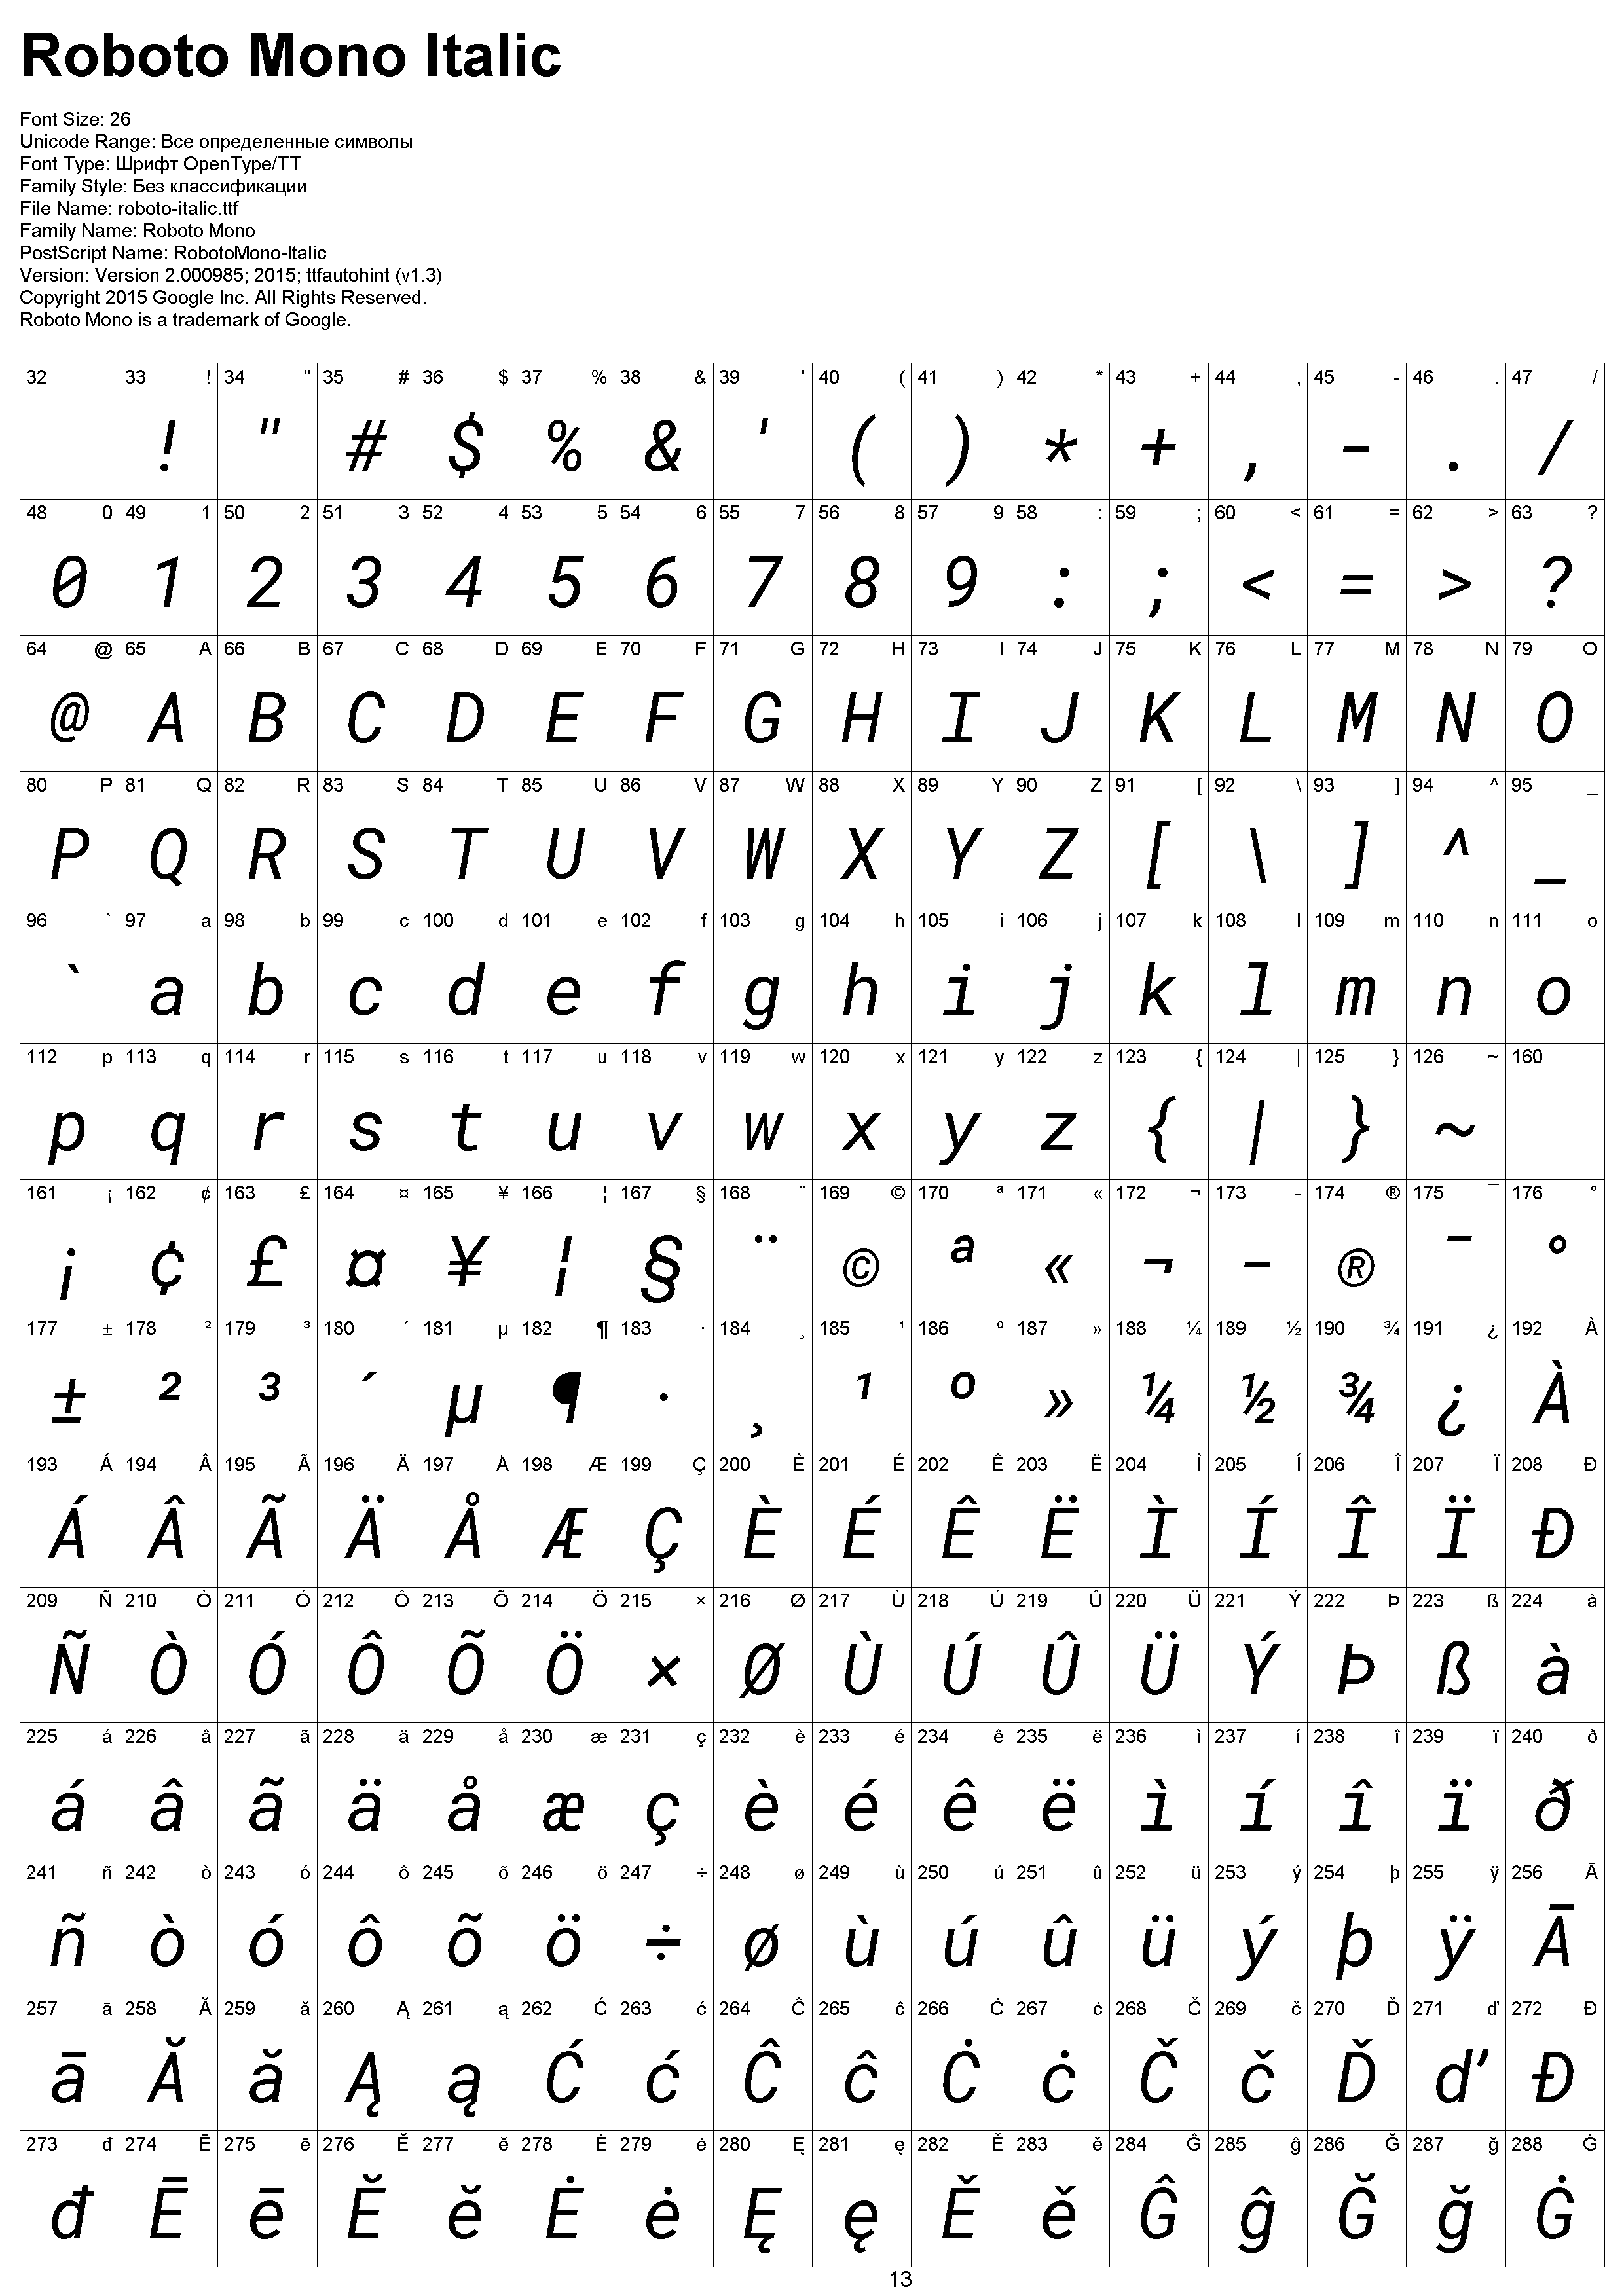 Roboto Mono Italic
Font Size: 26
Unicode Range: Все определенные символы
Font Type: Шрифт OpenType/TT
Family Style: Без классификации
File Name: roboto-italic.ttf
Family Name: Roboto Mono
PostScript Name: RobotoMono-Italic
Version: Version 2.000985; 2015; ttfautohint (v1.3)
Copyright 2015 Google Inc. All Rights Reserved.
Roboto Mono is a trademark of Google.
32 33 ! 34 " 35 # 36 $ 37 % 38 & 39 ' 40 ( 41 ) 42 * 43 + 44 , 45 - 46 . 47 /
! " # $ % & ' ( ) * + , - . /
48 0 49 1 50 2 51 3 52 4 53 5 54 6 55 7 56 8 57 9 58 : 59 ; 60 < 61 = 62 > 63 ?
0 1 2 3 4 5 6 7 8 9 : ; < = > ?
64 @ 65 A 66 B 67 C 68 D 69 E 70 F 71 G 72 H 73 I 74 J 75 K 76 L 77 M 78 N 79 O
@ A B C D E F G H I J K L M N O
80 P 81 Q 82 R 83 S 84 T 85 U 86 V 87 W 88 X 89 Y 90 Z 91 [ 92 \ 93 ] 94 ^ 95 _
P Q R S T U V W X Y Z [ \ ] ^ _
96 ` 97 a 98 b 99 c 100 d 101 e 102 f 103 g 104 h 105 i 106 j 107 k 108 l 109 m 110 n 111 o
` a b c d e f g h i j k l m n o
112 p 113 q 114 r 115 s 116 t 117 u 118 v 119 w 120 x 121 y 122 z 123 { 124 | 125 } 126 ~ 160
p q r s t u v w x y z { | } ~
161 ¡ 162 ¢ 163 £ 164 ¤ 165 ¥ 166 ¦ 167 § 168 ¨ 169 © 170 ª 171 « 172 ¬ 173 - 174 ® 175 ¯ 176 °
¡ ¢ £ ¤ ¥ ¦ § ¨ © ª « ¬ - ® ¯ °
177 ± 178 ² 179 ³ 180 ´ 181 µ 182 ¶ 183 · 184 ¸ 185 ¹ 186 º 187 » 188 ¼ 189 ½ 190 ¾ 191 ¿ 192 À
± ² ³ ´ µ ¶ · ¸ ¹ º » ¼ ½ ¾ ¿ À
193 Á 194 Â 195 Ã 196 Ä 197 Å 198 Æ 199 Ç 200 È 201 É 202 Ê 203 Ë 204 Ì 205 Í 206 Î 207 Ï 208 Ð
Á Â Ã Ä Å Æ Ç È É Ê Ë Ì Í Î Ï Ð
209 Ñ 210 Ò 211 Ó 212 Ô 213 Õ 214 Ö 215 × 216 Ø 217 Ù 218 Ú 219 Û 220 Ü 221 Ý 222 Þ 223 ß 224 à
Ñ Ò Ó Ô Õ Ö × Ø Ù Ú Û Ü Ý Þ ß à
225 á 226 â 227 ã 228 ä 229 å 230 æ 231 ç 232 è 233 é 234 ê 235 ë 236 ì 237 í 238 î 239 ï 240 ð
á â ã ä å æ ç è é ê ë ì í î ï ð
241 ñ 242 ò 243 ó 244 ô 245 õ 246 ö 247 ÷ 248 ø 249 ù 250 ú 251 û 252 ü 253 ý 254 þ 255 ÿ 256 Ā
ñ ò ó ô õ ö ÷ ø ù ú û ü ý þ ÿ Ā
257 ā 258 Ă 259 ă 260 Ą 261 ą 262 Ć 263 ć 264 Ĉ 265 ĉ 266 Ċ 267 ċ 268 Č 269 č 270 Ď 271 ď 272 Đ
ā Ă ă Ą ą Ć ć Ĉ ĉ Ċ ċ Č č Ď ď Đ
273 đ 274 Ē 275 ē 276 Ĕ 277 ĕ 278 Ė 279 ė 280 Ę 281 ę 282 Ě 283 ě 284 Ĝ 285 ĝ 286 Ğ 287 ğ 288 Ġ
đ Ē ē Ĕ ĕ Ė ė Ę ę Ě ě Ĝ ĝ Ğ ğ Ġ
13